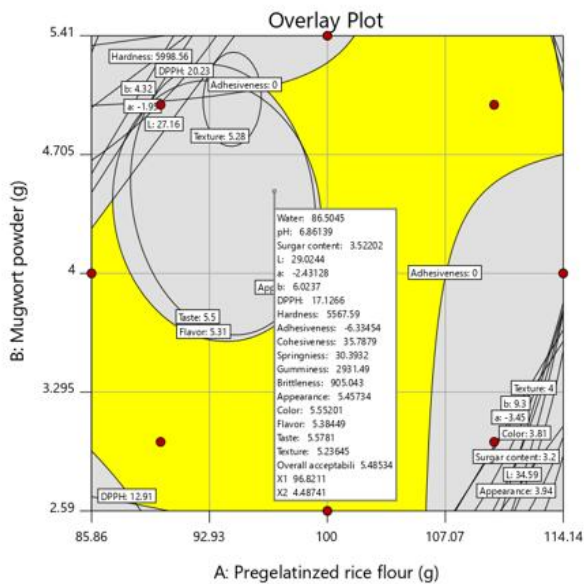 Overlay Plot
5.41
4.705
4
3.295
2.59
B: Mugwort powder (g)
Hardness: 5998.56
DPPH: 20.23
Adhesiveness: 0
b: 4.32
a: -1.95
L: 27.16
Texture: 5.28
Taste: 5.5
Flavor: 5.31
App
Water: 86.5045
pH: 6.86139
Surgar content: 3.52202
L: 29.0244
a: -2.43128
b: 6.0237
DPPH: 17.1266
Hardness: 5567.59
Adhesiveness: -6.33454
Cohesiveness: 35.7879
Springniess: 30.3932
Gumminess: 2931.49
Brittleness: 905.043
Appearance: 5.45734
Color: 5.55201
Flavor: 5.38449
Taste: 5.5781
Texture: 5.23645
Overall acceptabili 5.48534
X1 96.8211
X2 4.48741
Adhesiveness: 0
Texture: 4
b: 9.3
a: -3.45
Color: 3.81
Surgar content: 3.2
L: 34.59
Appearance: 3.94
DPPH: 12.91
85.86 92.93 100 107.07 114.14
A: Pregelatinzed rice flour (g)